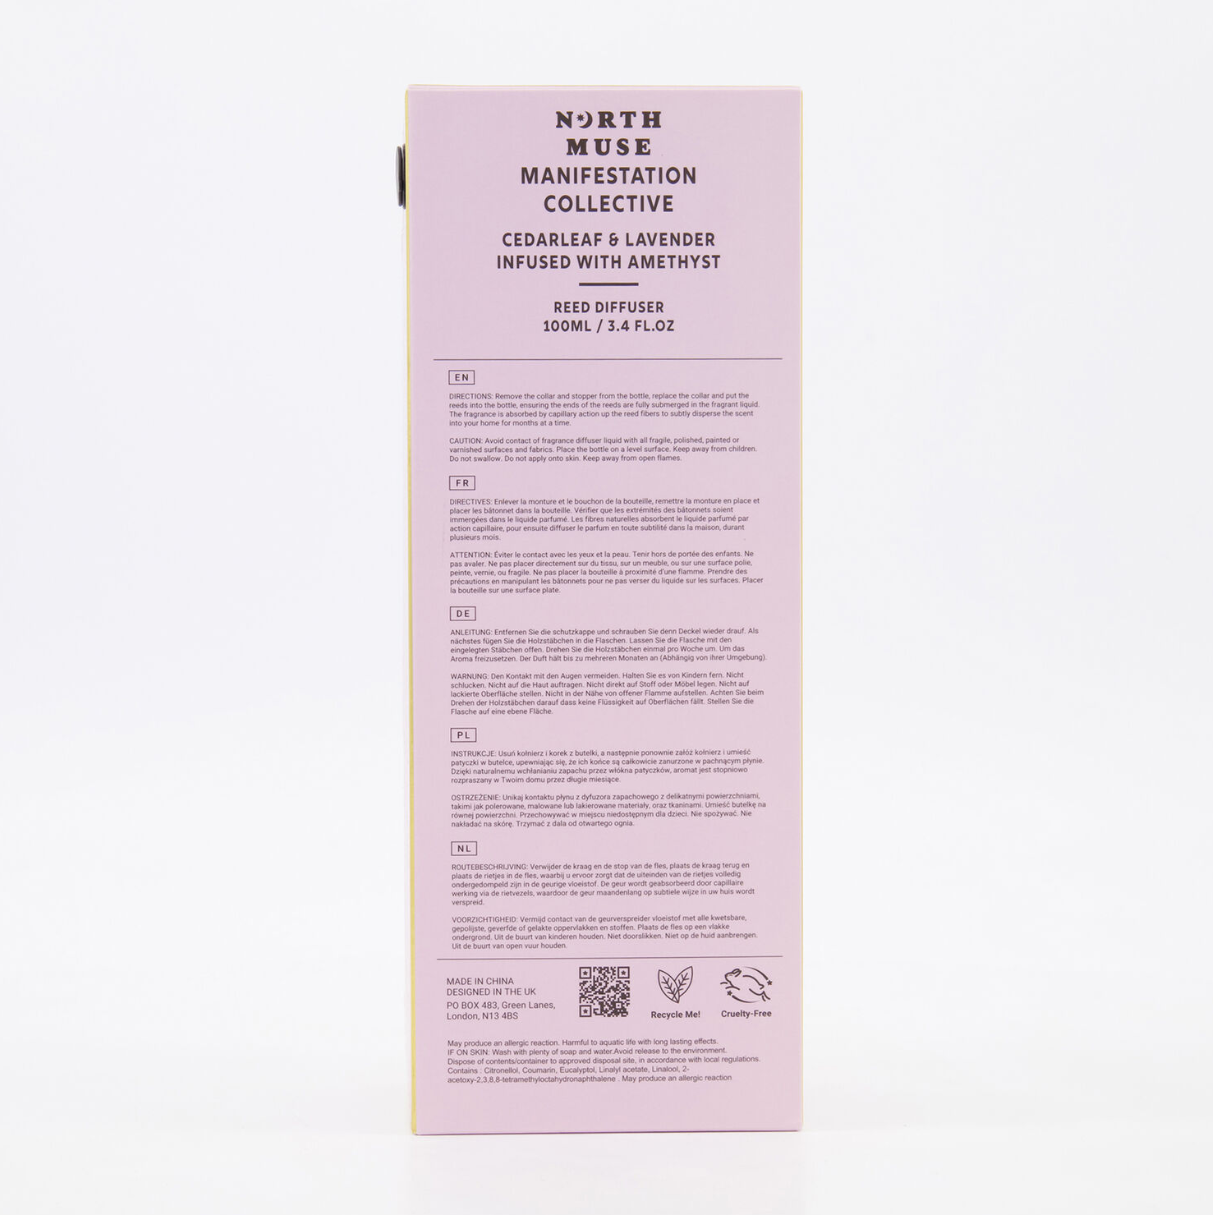 NORTH
MUSE
MANIFESTATION
COLLECTIVE
CEDARLEAF & LAVENDER
INFUSED WITH AMETHYST
REED DIFFUSER
100ML / 3.4 FL.OZ
EN
DIRECTIONS: Remove the collar and stopper from the bottle, replace the collar and put the
reeds into the bottle, ensuring the ends of the reeds are fully submerged in the fragrant liquid.
The fragrance is absorbed by capillary action up the reed fibers to subtly disperse the scent
into your home for months at a time.
CAUTION: Avoid contact of fragrance diffuser liquid with all fragile, polished, painted or
varnished surfaces and fabrics. Place the bottle on a level surface. Keep away from children.
Do not swallow. Do not apply onto skin. Keep away from open flames.
FR
DIRECTIVES: Enlever la monture et le bouchon de la bouteille, remettre la monture en place et
placer les bâtonnet dans la bouteille. Vérifier que les extrémités des bâtonnets soient
immergées dans le liquide parfumé. Les fibres naturelles absorbent le liquide parfumé par
action capillaire, pour ensuite diffuser le parfum en toute subtilité dans la maison, durant
plusieurs mois.
ATTENTION: Éviter le contact avec les yeux et la peau. Tenir hors de portée des enfants. Ne
pas avaler. Ne pas placer directement sur du tissu, sur un meuble, ou sur une surface polie,
peinte, vernie, ou fragile. Ne pas placer la bouteille à proximité d'une flamme. Prendre des
précautions en manipulant les bâtonnets pour ne pas verser du liquide sur les surfaces. Placer
la bouteille sur une surface plate.
DE
ANLEITUNG: Entfernen Sie die schutzkappe und schrauben Sie denn Deckel wieder drauf. Als
nächstes fügen Sie die Holzstäbchen in die Flaschen. Lassen Sie die Flasche mit den
eingelegten Stäbchen offen. Drehen Sie die Holzstäbchen einmal pro Woche um. Um das
Aroma freizusetzen. Der Duft hält bis zu mehreren Monaten an (Abhängig von ihrer Umgebung).
WARNUNG: Den Kontakt mit den Augen vermeiden. Halten Sie es von Kindern fern. Nicht
schlucken. Nicht auf die Haut auftragen. Nicht direkt auf Stoff oder Möbel legen. Nicht auf
lackierte Oberfläche stellen. Nicht in der Nähe von offener Flamme aufstellen. Achten Sie beim
Drehen der Holzstäbchen darauf dass keine Flüssigkeit auf Oberflächen fällt. Stellen Sie die
Flasche auf eine ebene Fläche.
PL
INSTRUKCJE: Usuń kołnierz i korek z butelki, a następnie ponownie załóż kołnierz i umieść
patyczki w butelce, upewniając się, że ich końce są całkowicie zanurzone w pachnącym płynie.
Dzięki naturalnemu wchłanianiu zapachu przez włókna patyczków, aromat jest stopniowo
rozpraszany w Twoim domu przez długie miesiące.
OSTRZEŻENIE: Unikaj kontaktu płynu z dyfuzora zapachowego z delikatnymi powierzchniami,
takimi jak polerowane, malowane lub lakierowane materiały, oraz tkaninami. Umieść butelkę na
równej powierzchni. Przechowywać w miejscu niedostępnym dla dzieci. Nie spożywać. Nie
nakładać na skórę. Trzymać z dala od otwartego ognia.
NL
ROUTEBESCHRIJVING: Verwijder de kraag en de stop van de fles, plaats de kraag terug en
plaats de rietjes in de fles, waarbij u ervoor zorgt dat de uiteinden van de rietjes volledig
ondergedompeld zijn in de geurige vloeistof. De geur wordt geabsorbeerd door capillaire
werking via de rietvezels, waardoor de geur maandenlang op subtiele wijze in uw huis wordt
verspreid.
VOORZICHTIGHEID: Vermijd contact van de geurverspreider vloeistof met alle kwetsbare,
gepolijste, geverfde of gelakte oppervlakken en stoffen. Plaats de fles op een vlakke
ondergrond. Uit de buurt van kinderen houden. Niet doorslikken. Niet op de huid aanbrengen.
Uit de buurt van open vuur houden.
MADE IN CHINA
DESIGNED IN THE UK
PO BOX 483, Green Lanes,
London, N13 4BS
Recycle Me!
Cruelty-Free
May produce an allergic reaction. Harmful to aquatic life with long lasting effects.
IF ON SKIN: Wash with plenty of soap and water.Avoid release to the environment.
Dispose of contents/container to approved disposal site, in accordance with local regulations.
Contains : Citronellol, Coumarin, Eucalyptol, Linalyl acetate, Linalool, 2-
acetoxy-2,3,8,8-tetramethyloctahydronaphthalene . May produce an allergic reaction